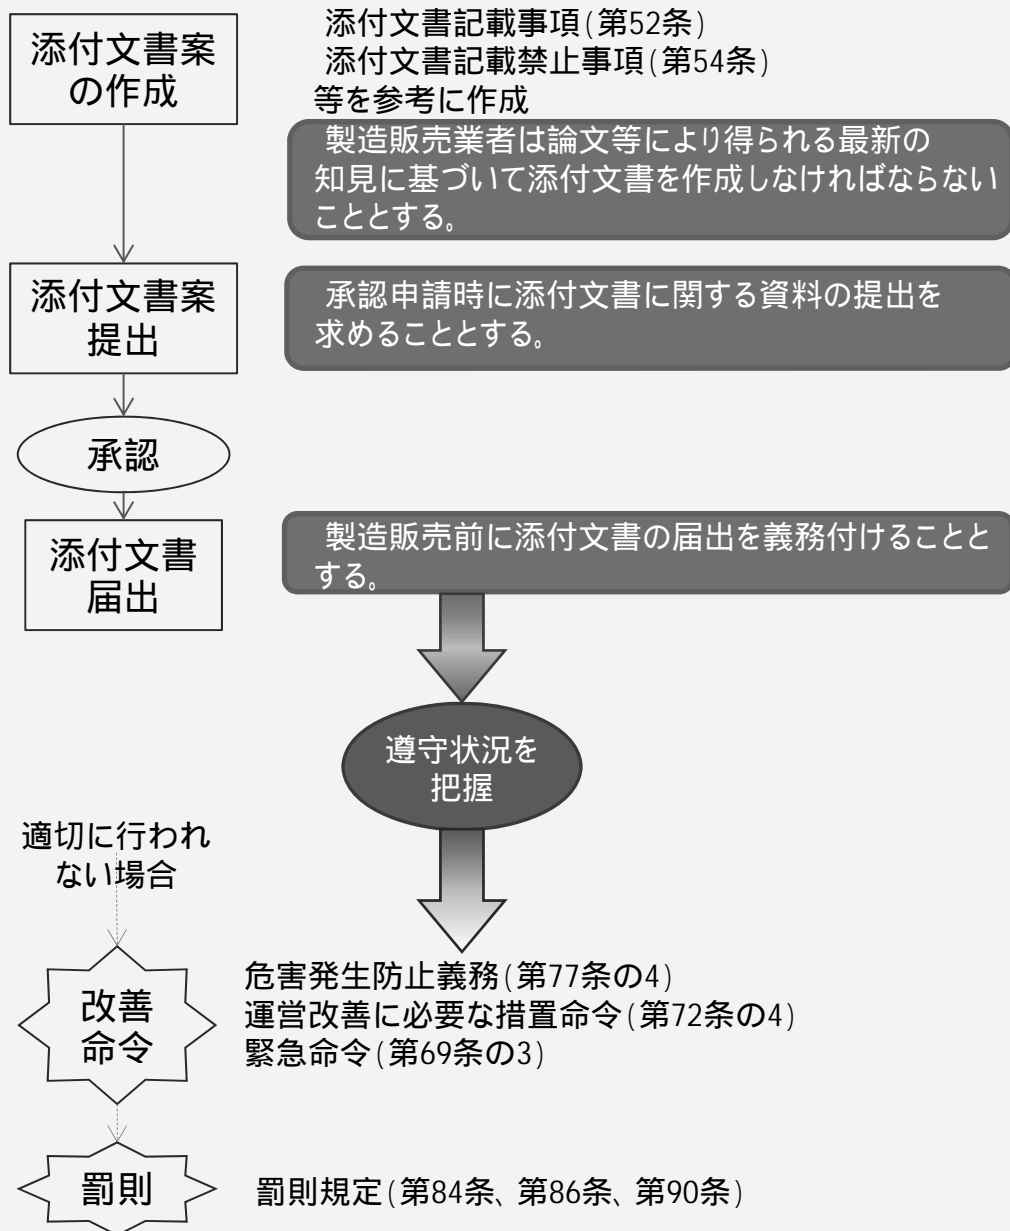 添付文書案
の作成
添付文書記載事項(第52条)
添付文書記載禁止事項(第54条)
等を参考に作成
製造販売業者は論文等により得られる最新の
知見に基づいて添付文書を作成しなければならない
こととする。
添付文書案
提出
承認申請時に添付文書に関する資料の提出を
求めることとする。
承認
添付文書
届出
製造販売前に添付文書の届出を義務付けることと
する。
遵守状況を
把握
適切に行われ
ない場合
改善
命令
危害発生防止義務(第77条の4)
運営改善に必要な措置命令(第72条の4)
緊急命令(第69条の3)
罰則
罰則規定(第84条、第86条、第90条)